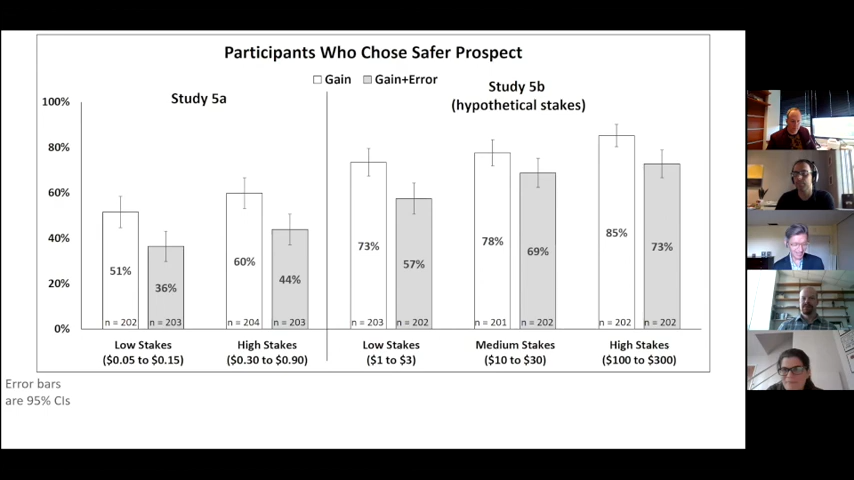 Participants Who Chose Safer Prospect
Gain Gain+Error
Study 5a
Study 5b
(hypothetical stakes)
100%
80%
60%
40%
20%
0%
51%
36%
60%
44%
73%
57%
78%
69%
85%
73%
n = 202
n = 203
n = 204
n = 203
n = 203
n = 202
n = 201
n = 202
n = 202
n = 202
Low Stakes
($0.05 to $0.15)
High Stakes
($0.30 to $0.90)
Low Stakes
($1 to $3)
Medium Stakes
($10 to $30)
High Stakes
($100 to $300)
Error bars
are 95% CIs